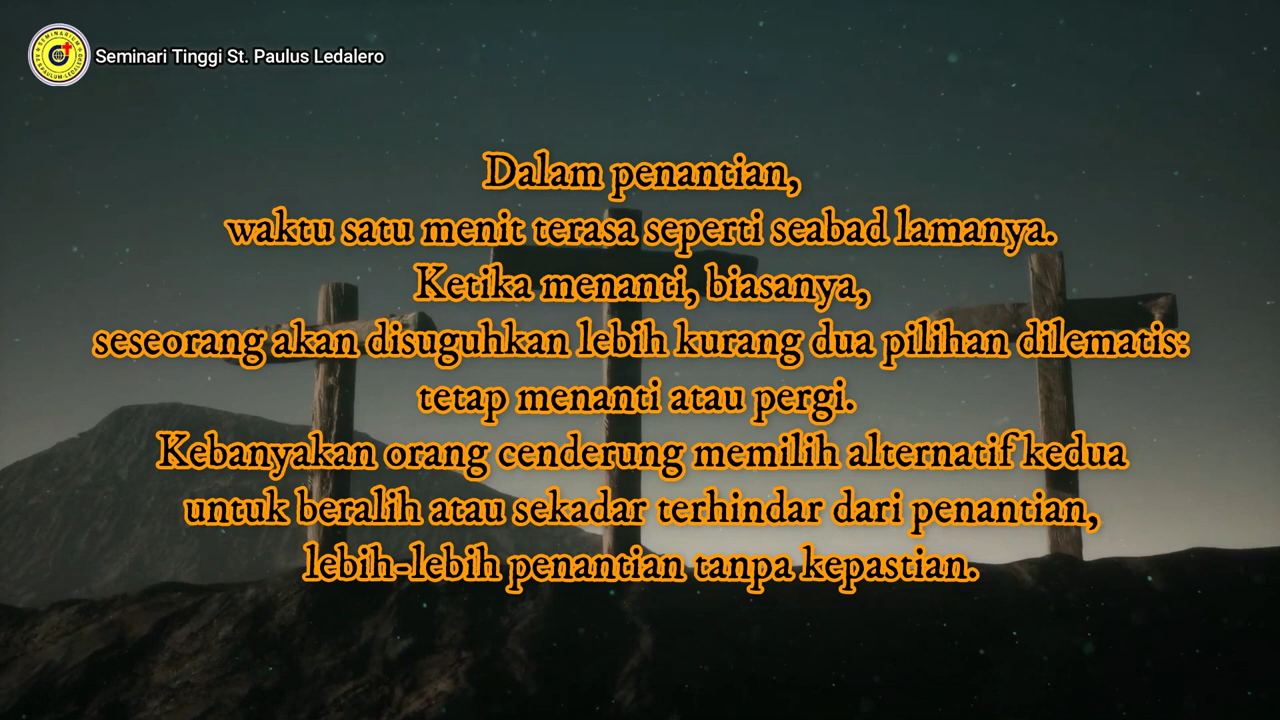 Seminari Tinggi St. Paulus Ledalero
Dalam penantian,
waktu satu menit terasa seperti seabad lamanya.
Ketika menanti, biasanya,
seseorang akan disuguhkan lebih kurang dua pilihan dilematis:
tetap menanti atau pergi.
Kebanyakan orang cenderung memilih alternatif kedua
untuk beralih atau sekadar terhindar dari penantian,
lebih-lebih penantian tanpa kepastian.